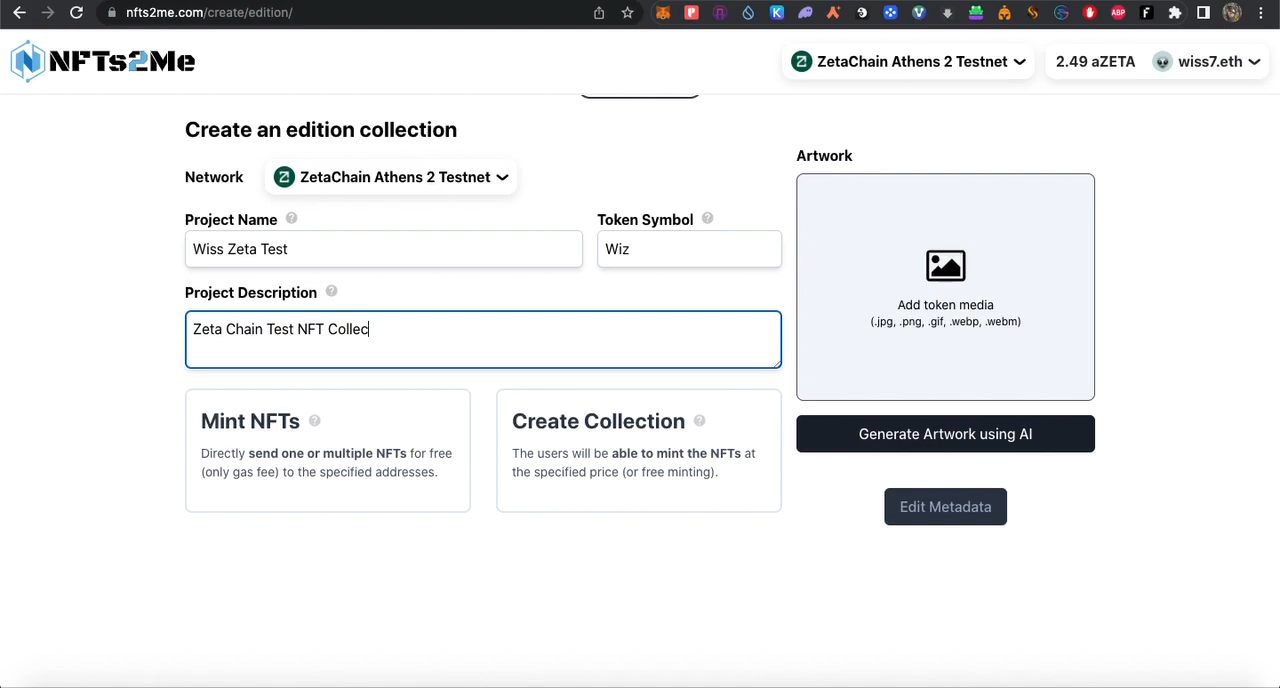 nfts2me.com/create/edition/
ABP
NFTs2Me
ZetaChain Athens 2 Testnet
2.49 aZETA
wiss7.eth
Create an edition collection
Network
ZetaChain Athens 2 Testnet
Project Name
Token Symbol
Wiss Zeta Test
Wiz
Project Description
Zeta Chain Test NFT Collec
Mint NFTs
Directly send one or multiple NFTs for free
(only gas fee) to the specified addresses.
Create Collection
The users will be able to mint the NFTs at
the specified price (or free minting).
Artwork
Add token media
(.jpg, .png, .gif, .webp, .webm)
Generate Artwork using AI
Edit Metadata